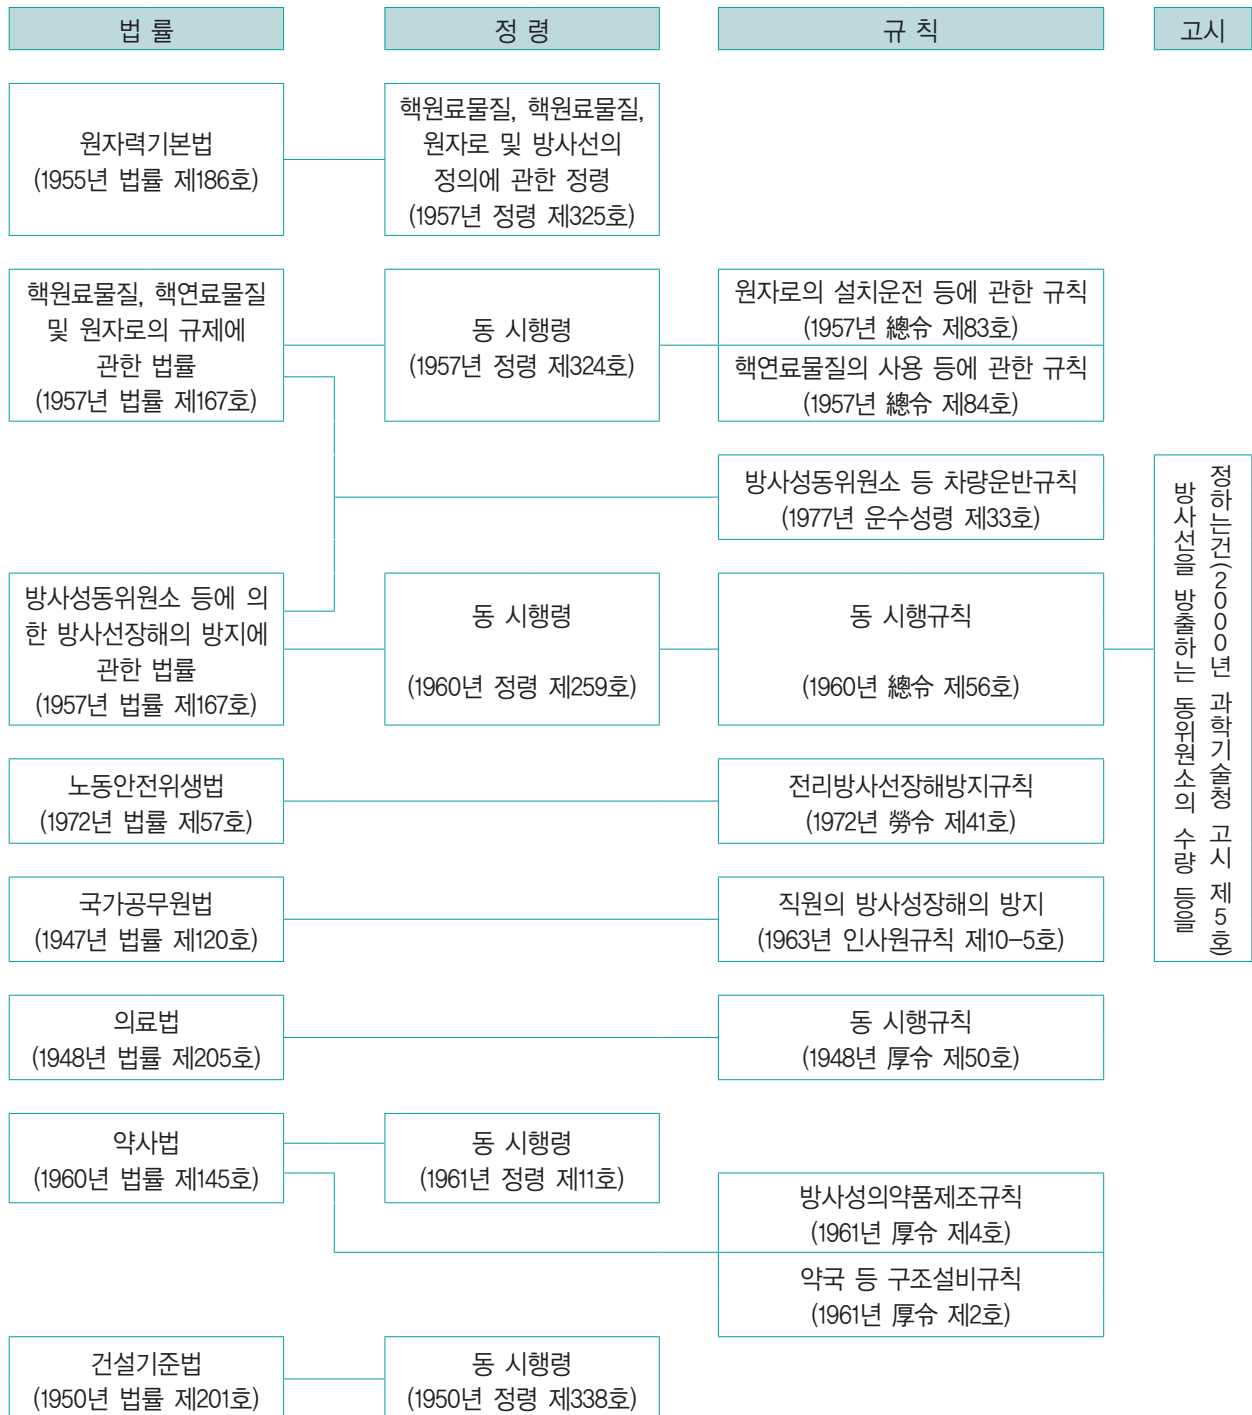 법 률
정 령
규 칙
고시
원자력기본법
(1955년 법률 제186호)
핵원료물질, 핵원료물질,
원자로 및 방사선의
정의에 관한 정령
(1957년 정령 제325호)
핵원료물질, 핵연료물질
및 원자로의 규제에
관한 법률
(1957년 법률 제167호)
동 시행령
(1957년 정령 제324호)
원자로의 설치운전 등에 관한 규칙
(1957년 總令 제83호)
핵연료물질의 사용 등에 관한 규칙
(1957년 總令 제84호)
방사성동위원소 등 차량운반규칙
(1977년 운수성령 제33호)
방사성동위원소 등에 의
한 방사선장해의 방지에
관한 법률
(1957년 법률 제167호)
동 시행령
(1960년 정령 제259호)
동 시행규칙
(1960년 總令 제56호)
방사선을 방출하는 동위원소의 수량 등을
정하는건(2000년 과학기술청 고시 제5호)
노동안전위생법
(1972년 법률 제57호)
전리방사선장해방지규칙
(1972년 勞令 제41호)
국가공무원법
(1947년 법률 제120호)
직원의 방사성장해의 방지
(1963년 인사원규칙 제10-5호)
의료법
(1948년 법률 제205호)
동 시행규칙
(1948년 厚令 제50호)
약사법
(1960년 법률 제145호)
동 시행령
(1961년 정령 제11호)
방사성의약품제조규칙
(1961년 厚令 제4호)
약국 등 구조설비규칙
(1961년 厚令 제2호)
건설기준법
(1950년 법률 제201호)
동 시행령
(1950년 정령 제338호)